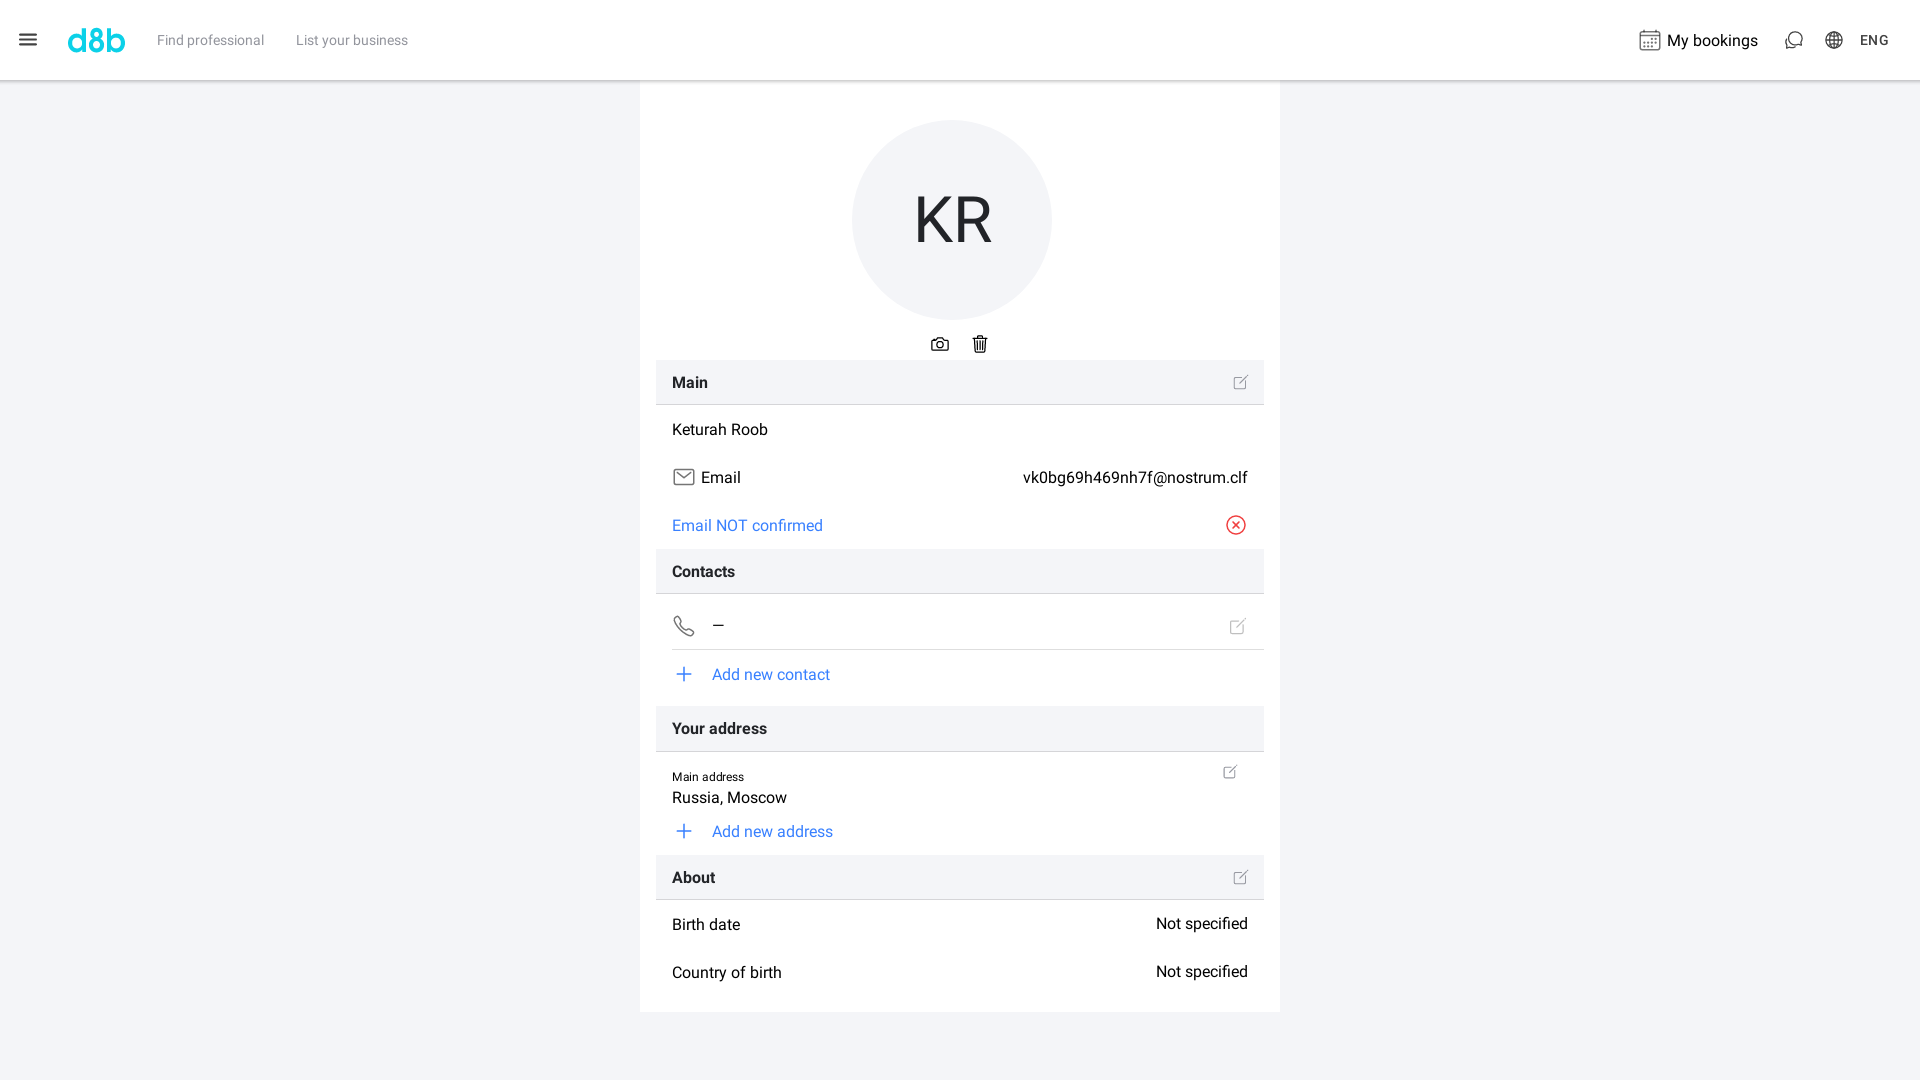 d8b
Find professional
List your business
My bookings
ENG
KR
Main
Keturah Roob
Email
vk0bg69h469nh7f@nostrum.clf
Email NOT confirmed
Contacts
—
Add new contact
Your address
Main address
Russia, Moscow
Add new address
About
Birth date
Not specified
Country of birth
Not specified